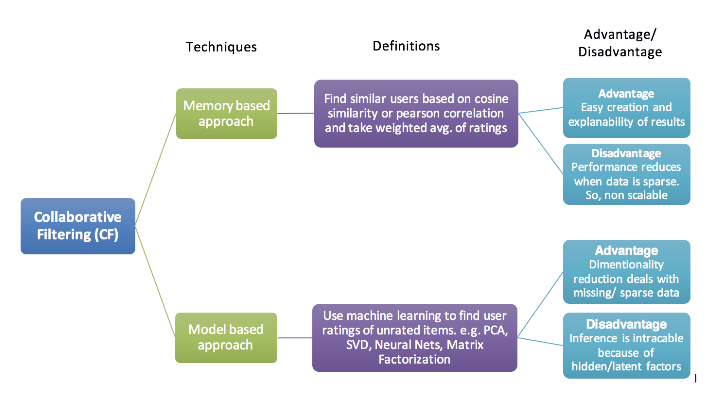 Techniques
Definitions
Advantage/
Disadvantage
Memory based
approach
Find similar users based on cosine
similarity or pearson correlation
and take weighted avg. of ratings
Advantage
Easy creation and
explanability of results
Disadvantage
Performance reduces
when data is sparse.
So, non scalable
Collaborative
Filtering (CF)
Model based
approach
Use machine learning to find user
ratings of unrated items. e.g. PCA,
SVD, Neural Nets, Matrix
Factorization
Advantage
Dimentionality
reduction deals with
missing/ sparse data
Disadvantage
Inference is intracable
because of
hidden/latent factors